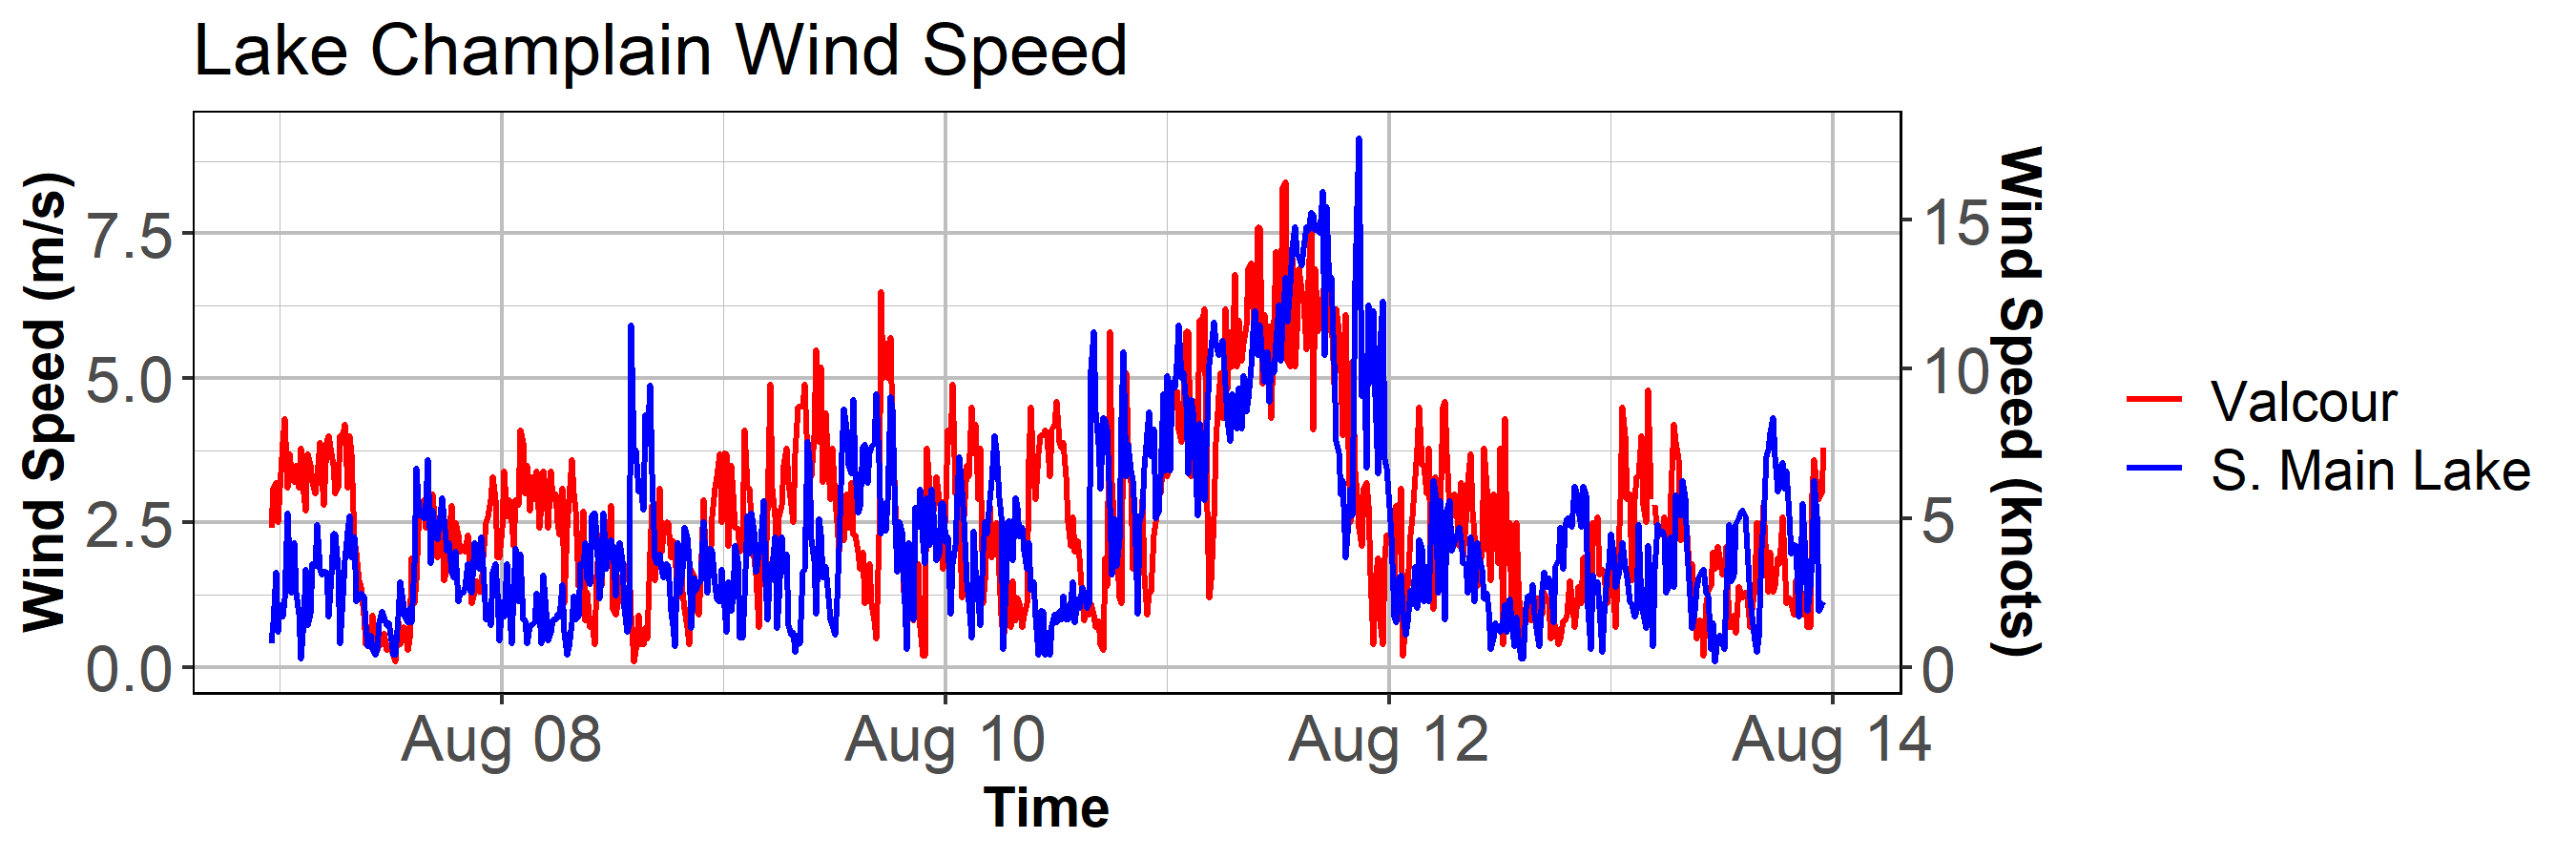 Lake Champlain Wind Speed
Wind Speed (m/s)
7.5
5.0
2.5
0.0
15
10
5
0
Wind Speed (knots)
Valcour
S. Main Lake
Aug 08
Aug 10
Aug 12
Aug 14
Time